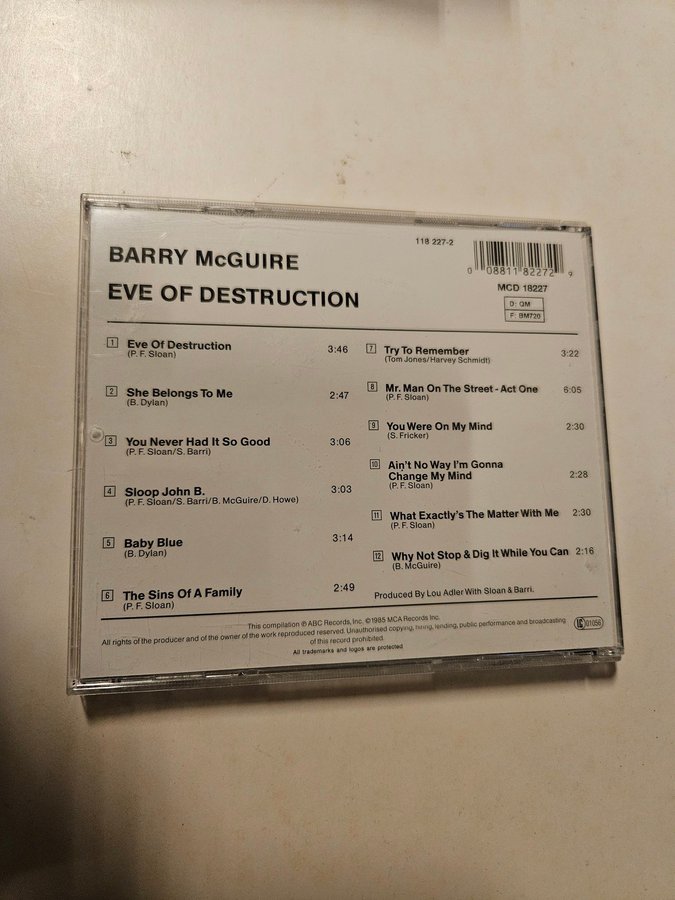 118 227-2
BARRY McGUIRE
EVE OF DESTRUCTION
0 08811 82272 9
MCD 18227
D: QM
F: BM720
1 Eve Of Destruction 3:46
(P. F. Sloan)
2 She Belongs To Me 2:47
(B. Dylan)
3 You Never Had It So Good 3:06
(P. F. Sloan/S. Barri)
4 Sloop John B. 3:03
(P. F. Sloan/S. Barri/B. McGuire/D. Howe)
5 Baby Blue 3:14
(B. Dylan)
6 The Sins Of A Family 2:49
(P. F. Sloan)
7 Try To Remember 3:22
(Tom Jones/Harvey Schmidt)
8 Mr. Man On The Street - Act One 6:05
(P. F. Sloan)
9 You Were On My Mind 2:30
(S. Fricker)
10 Ain't No Way I'm Gonna
Change My Mind 2:28
(P. F. Sloan)
11 What Exactly's The Matter With Me 2:30
(P. F. Sloan)
12 Why Not Stop & Dig It While You Can 2:16
(B. McGuire)
Produced By Lou Adler With Sloan & Barri.
This compilation ℗ ABC Records, Inc. ©1985 MCA Records Inc.
All rights of the producer and of the owner of the work reproduced reserved. Unauthorised copying, hiring, lending, public performance and broadcasting
of this record prohibited.
All trademarks and logos are protected
LC 01056